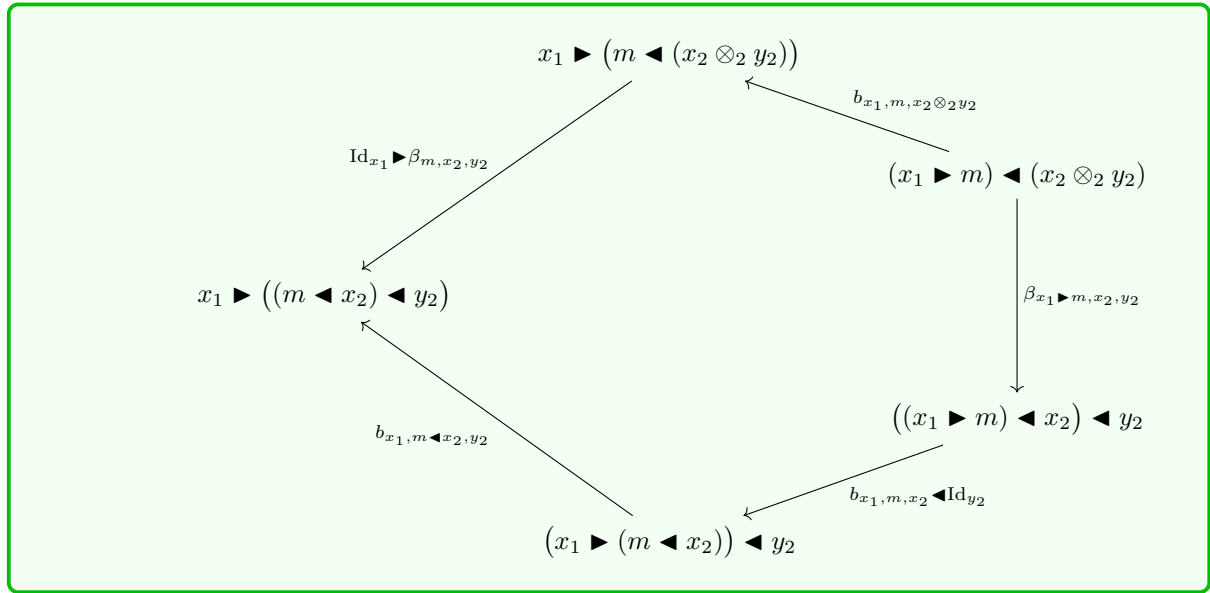 x₁ ▶ (m ◀ (x₂ ⊗₂ y₂))
b_{x₁,m,x₂⊗₂y₂}
Id_{x₁}▶β_{m,x₂,y₂}
(x₁ ▶ m) ◀ (x₂ ⊗₂ y₂)
x₁ ▶ ((m ◀ x₂) ◀ y₂)
β_{x₁▶m,x₂,y₂}
((x₁ ▶ m) ◀ x₂) ◀ y₂
b_{x₁,m◀x₂,y₂}
b_{x₁,m,x₂}◀Id_{y₂}
(x₁ ▶ (m ◀ x₂)) ◀ y₂